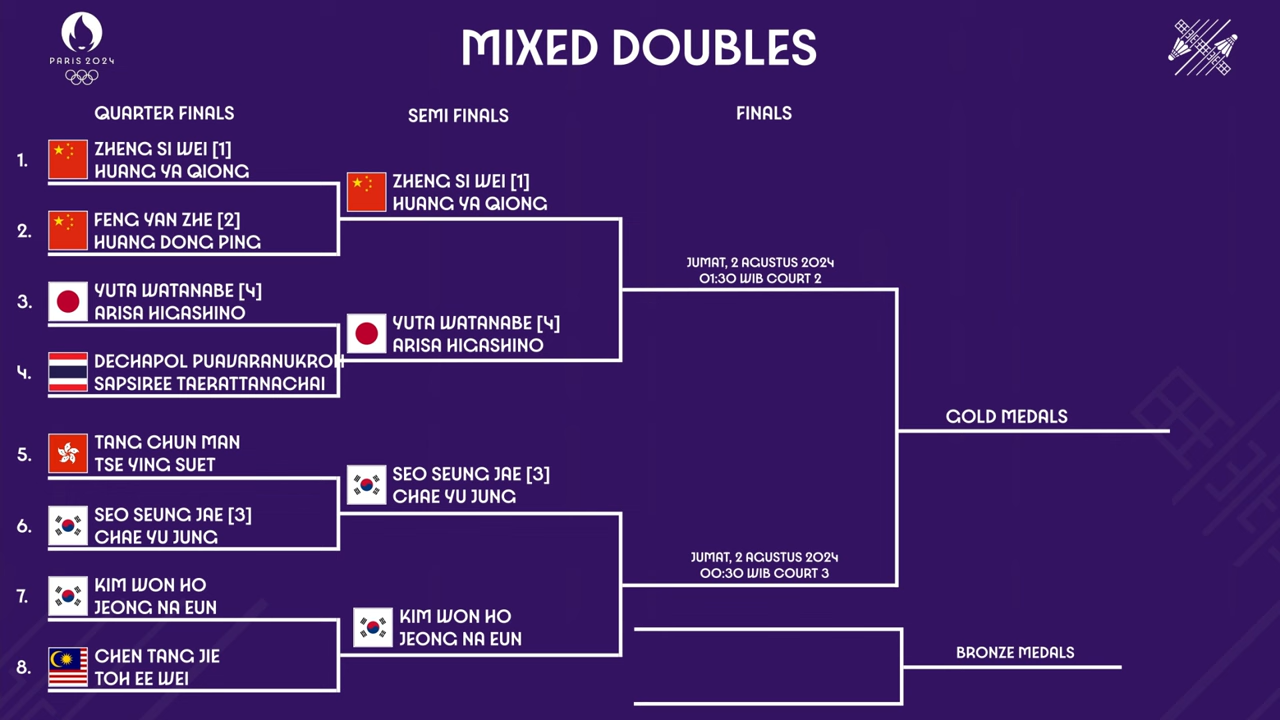 PARIS 2024
MIXED DOUBLES
QUARTER FINALS
1.
ZHENG SI WEI [1]
HUANG YA QIONG
2.
FENG YAN ZHE [2]
HUANG DONG PING
3.
YUTA WATANABE [4]
ARISA HIGASHINO
4.
DECHAPOL PUAVARANUKROH
SAPSIREE TAERATTANACHAI
5.
TANG CHUN MAN
TSE YING SUET
6.
SEO SEUNG JAE [3]
CHAE YU JUNG
7.
KIM WON HO
JEONG NA EUN
8.
CHEN TANG JIE
TOH EE WEI
SEMI FINALS
ZHENG SI WEI [1]
HUANG YA QIONG
YUTA WATANABE [4]
ARISA HIGASHINO
SEO SEUNG JAE [3]
CHAE YU JUNG
KIM WON HO
JEONG NA EUN
FINALS
JUMAT, 2 AGUSTUS 2024
01:30 WIB COURT 2
JUMAT, 2 AGUSTUS 2024
00:30 WIB COURT 3
GOLD MEDALS
BRONZE MEDALS